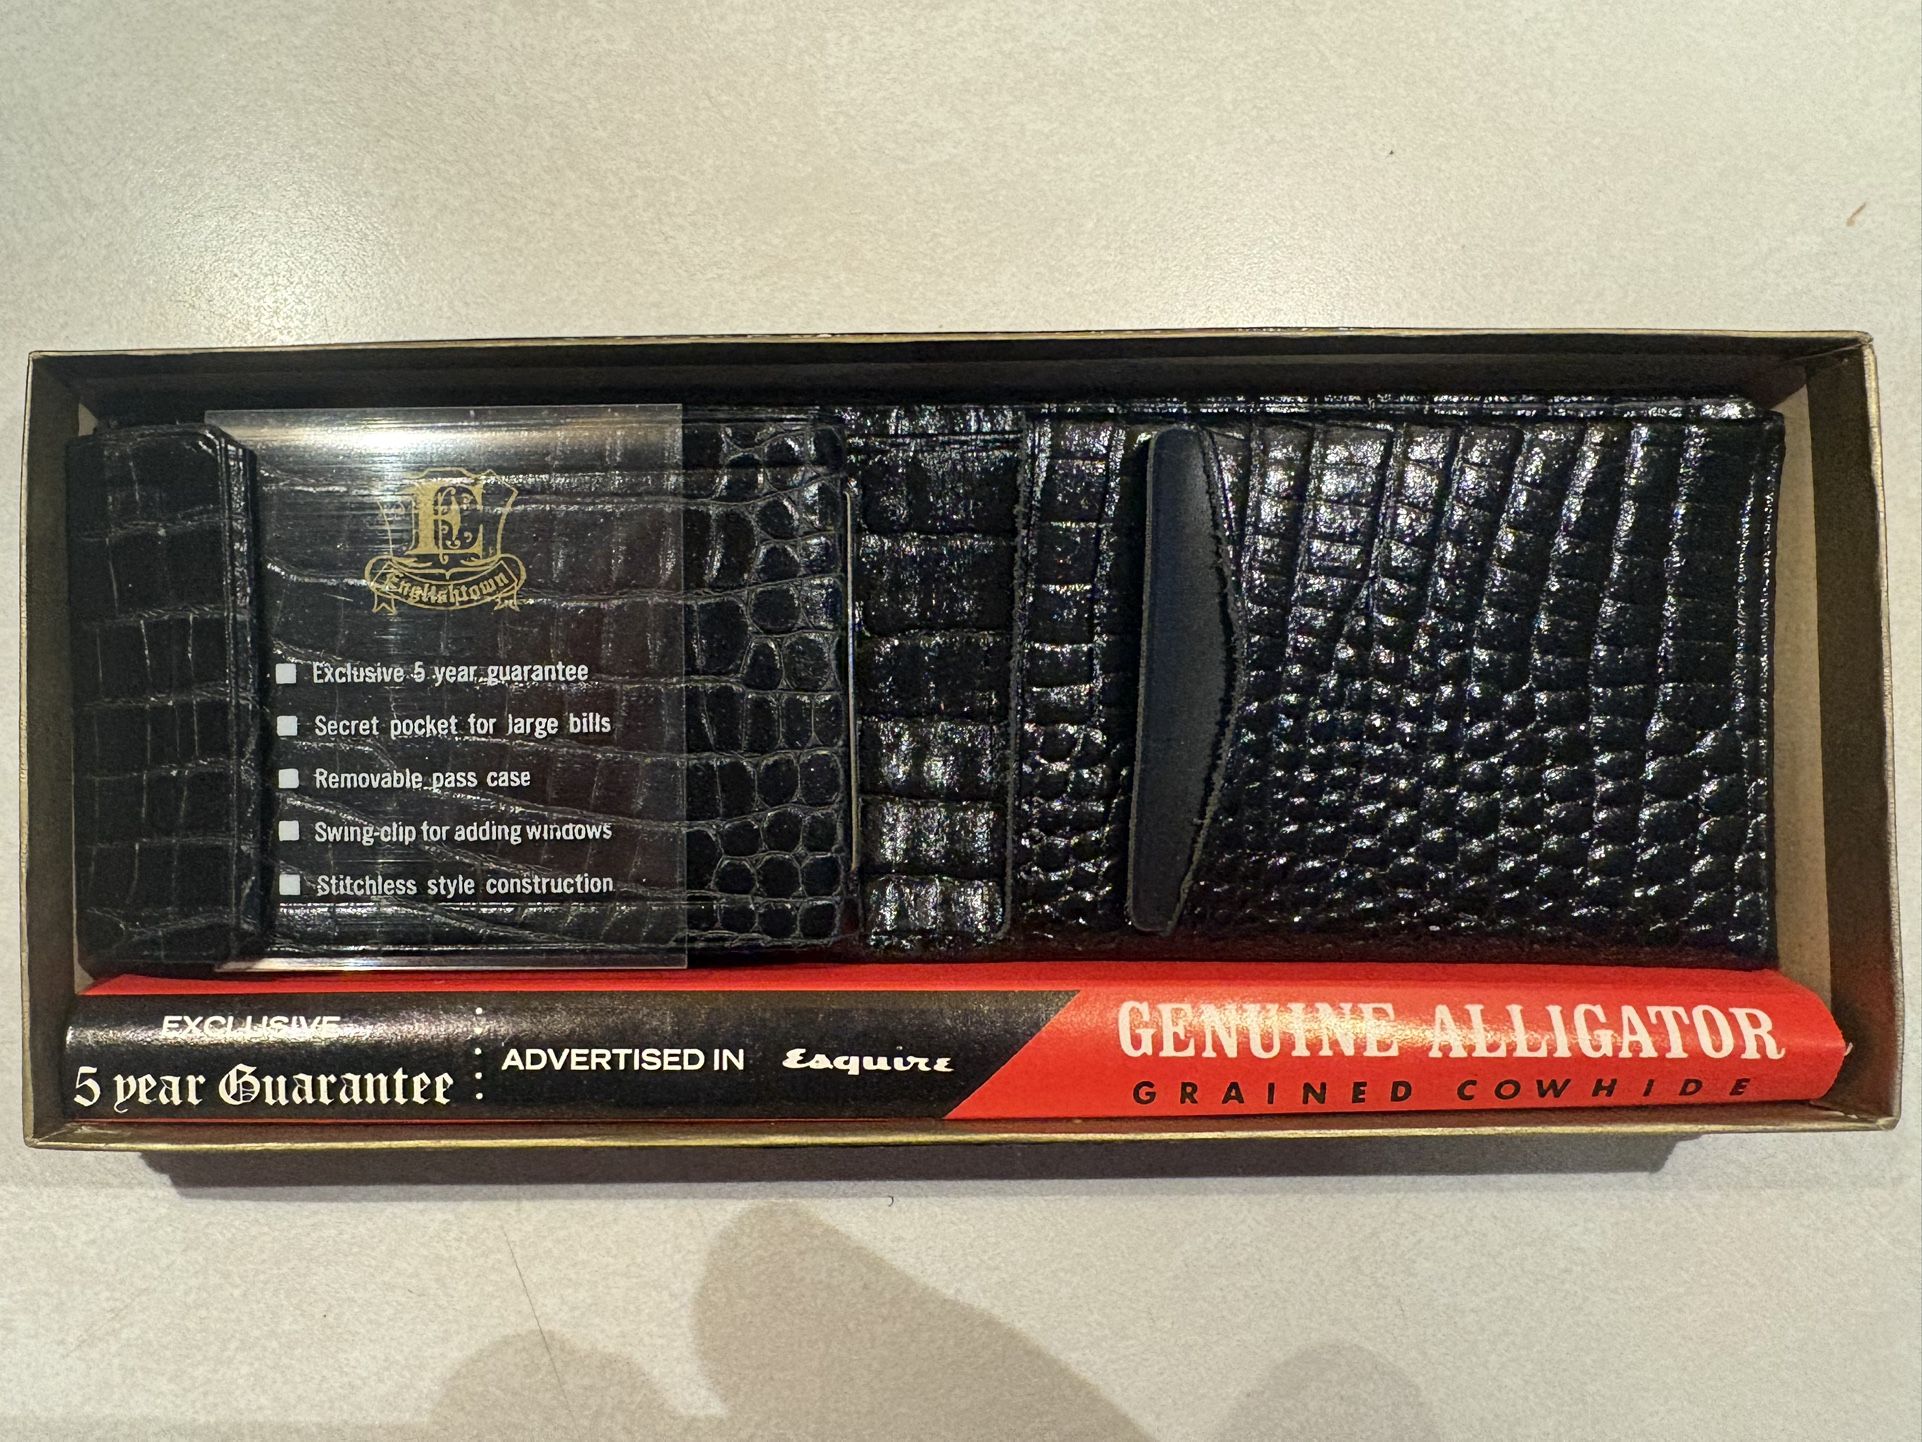 E
Englishtown
Exclusive 5 year guarantee
Secret pocket for large bills
Removable pass case
Swing-clip for adding windows
Stitchless style construction
EXCLUSIVE
5 year Guarantee
ADVERTISED IN Esquire
GENUINE ALLIGATOR
GRAINED COWHIDE